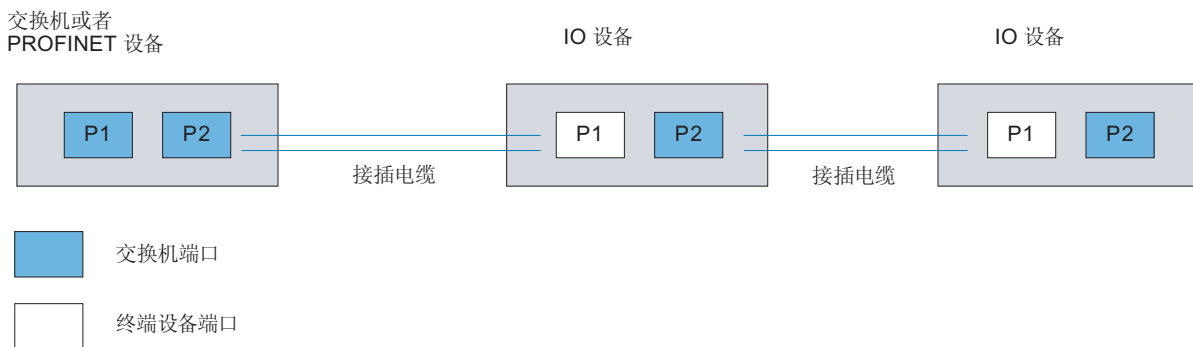 交换机或者
PROFINET 设备
IO 设备
IO 设备
P1
P2
P1
P2
P1
P2
接插电缆
接插电缆
交换机端口
终端设备端口